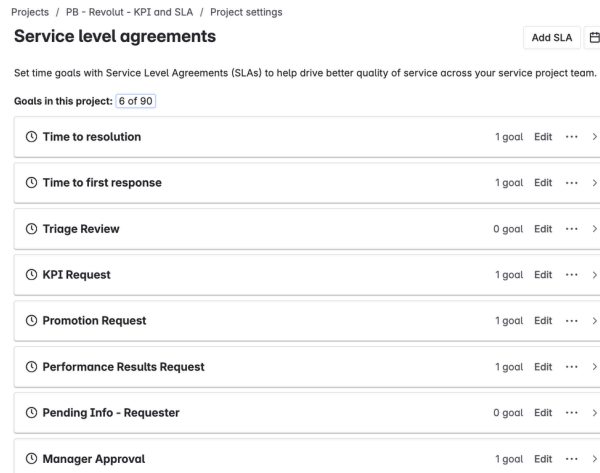 Projects / PB - Revolut - KPI and SLA / Project settings
Service level agreements
Add SLA
Set time goals with Service Level Agreements (SLAs) to help drive better quality of service across your service project team.
Goals in this project: 6 of 90
Time to resolution 1 goal Edit ···
Time to first response 1 goal Edit ···
Triage Review 0 goal Edit ···
KPI Request 1 goal Edit ···
Promotion Request 1 goal Edit ···
Performance Results Request 1 goal Edit ···
Pending Info - Requester 0 goal Edit ···
Manager Approval 1 goal Edit ···